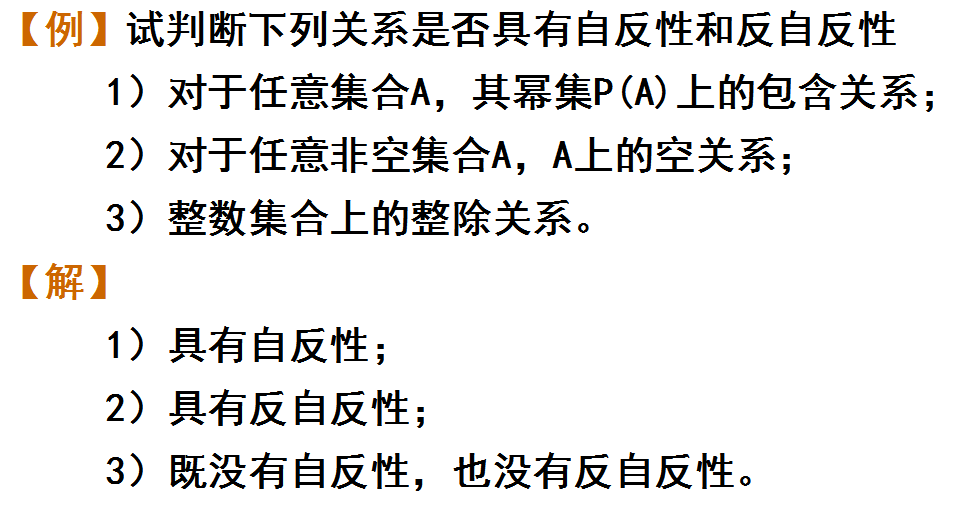 【例】试判断下列关系是否具有自反性和反自反性
1）对于任意集合A，其幂集P(A)上的包含关系；
2）对于任意非空集合A，A上的空关系；
3）整数集合上的整除关系。
【解】
1）具有自反性；
2）具有反自反性；
3）既没有自反性，也没有反自反性。